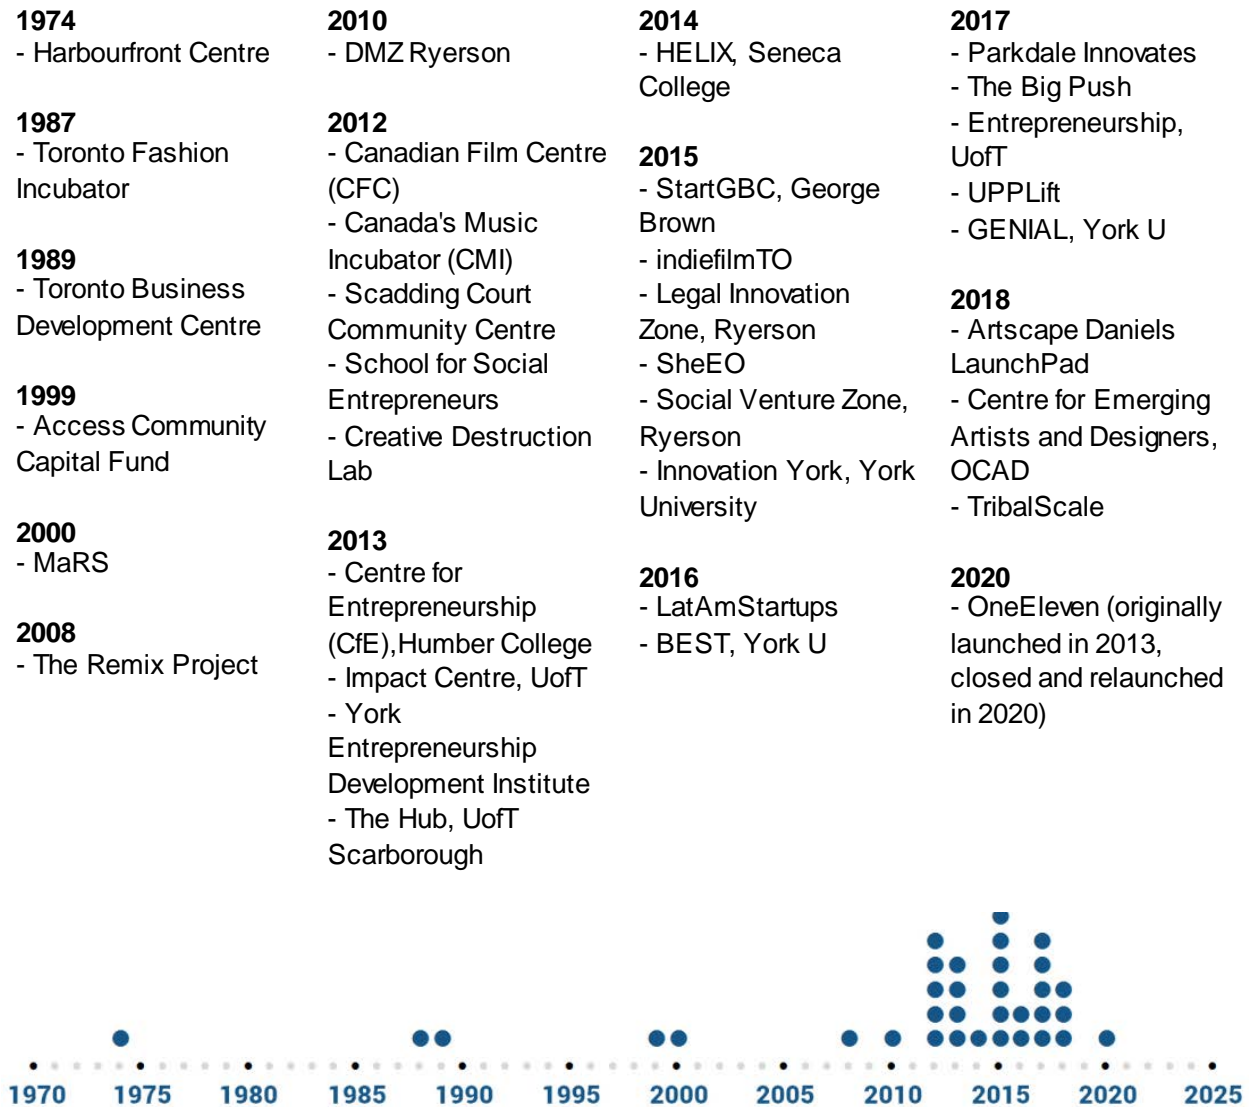 1974
- Harbourfront Centre
1987
- Toronto Fashion
Incubator
1989
- Toronto Business
Development Centre
1999
- Access Community
Capital Fund
2000
- MaRS
2008
- The Remix Project
2010
- DMZ Ryerson
2012
- Canadian Film Centre
(CFC)
- Canada's Music
Incubator (CMI)
- Scadding Court
Community Centre
- School for Social
Entrepreneurs
- Creative Destruction
Lab
2013
- Centre for
Entrepreneurship
(CfE),Humber College
- Impact Centre, UofT
- York
Entrepreneurship
Development Institute
- The Hub, UofT
Scarborough
2014
- HELIX, Seneca
College
2015
- StartGBC, George
Brown
- indiefilmTO
- Legal Innovation
Zone, Ryerson
- SheEO
- Social Venture Zone,
Ryerson
- Innovation York, York
University
2016
- LatAmStartups
- BEST, York U
2017
- Parkdale Innovates
- The Big Push
- Entrepreneurship,
UofT
- UPPLift
- GENIAL, York U
2018
- Artscape Daniels
LaunchPad
- Centre for Emerging
Artists and Designers,
OCAD
- TribalScale
2020
- OneEleven (originally
launched in 2013,
closed and relaunched
in 2020)
1970 1975 1980 1985 1990 1995 2000 2005 2010 2015 2020 2025